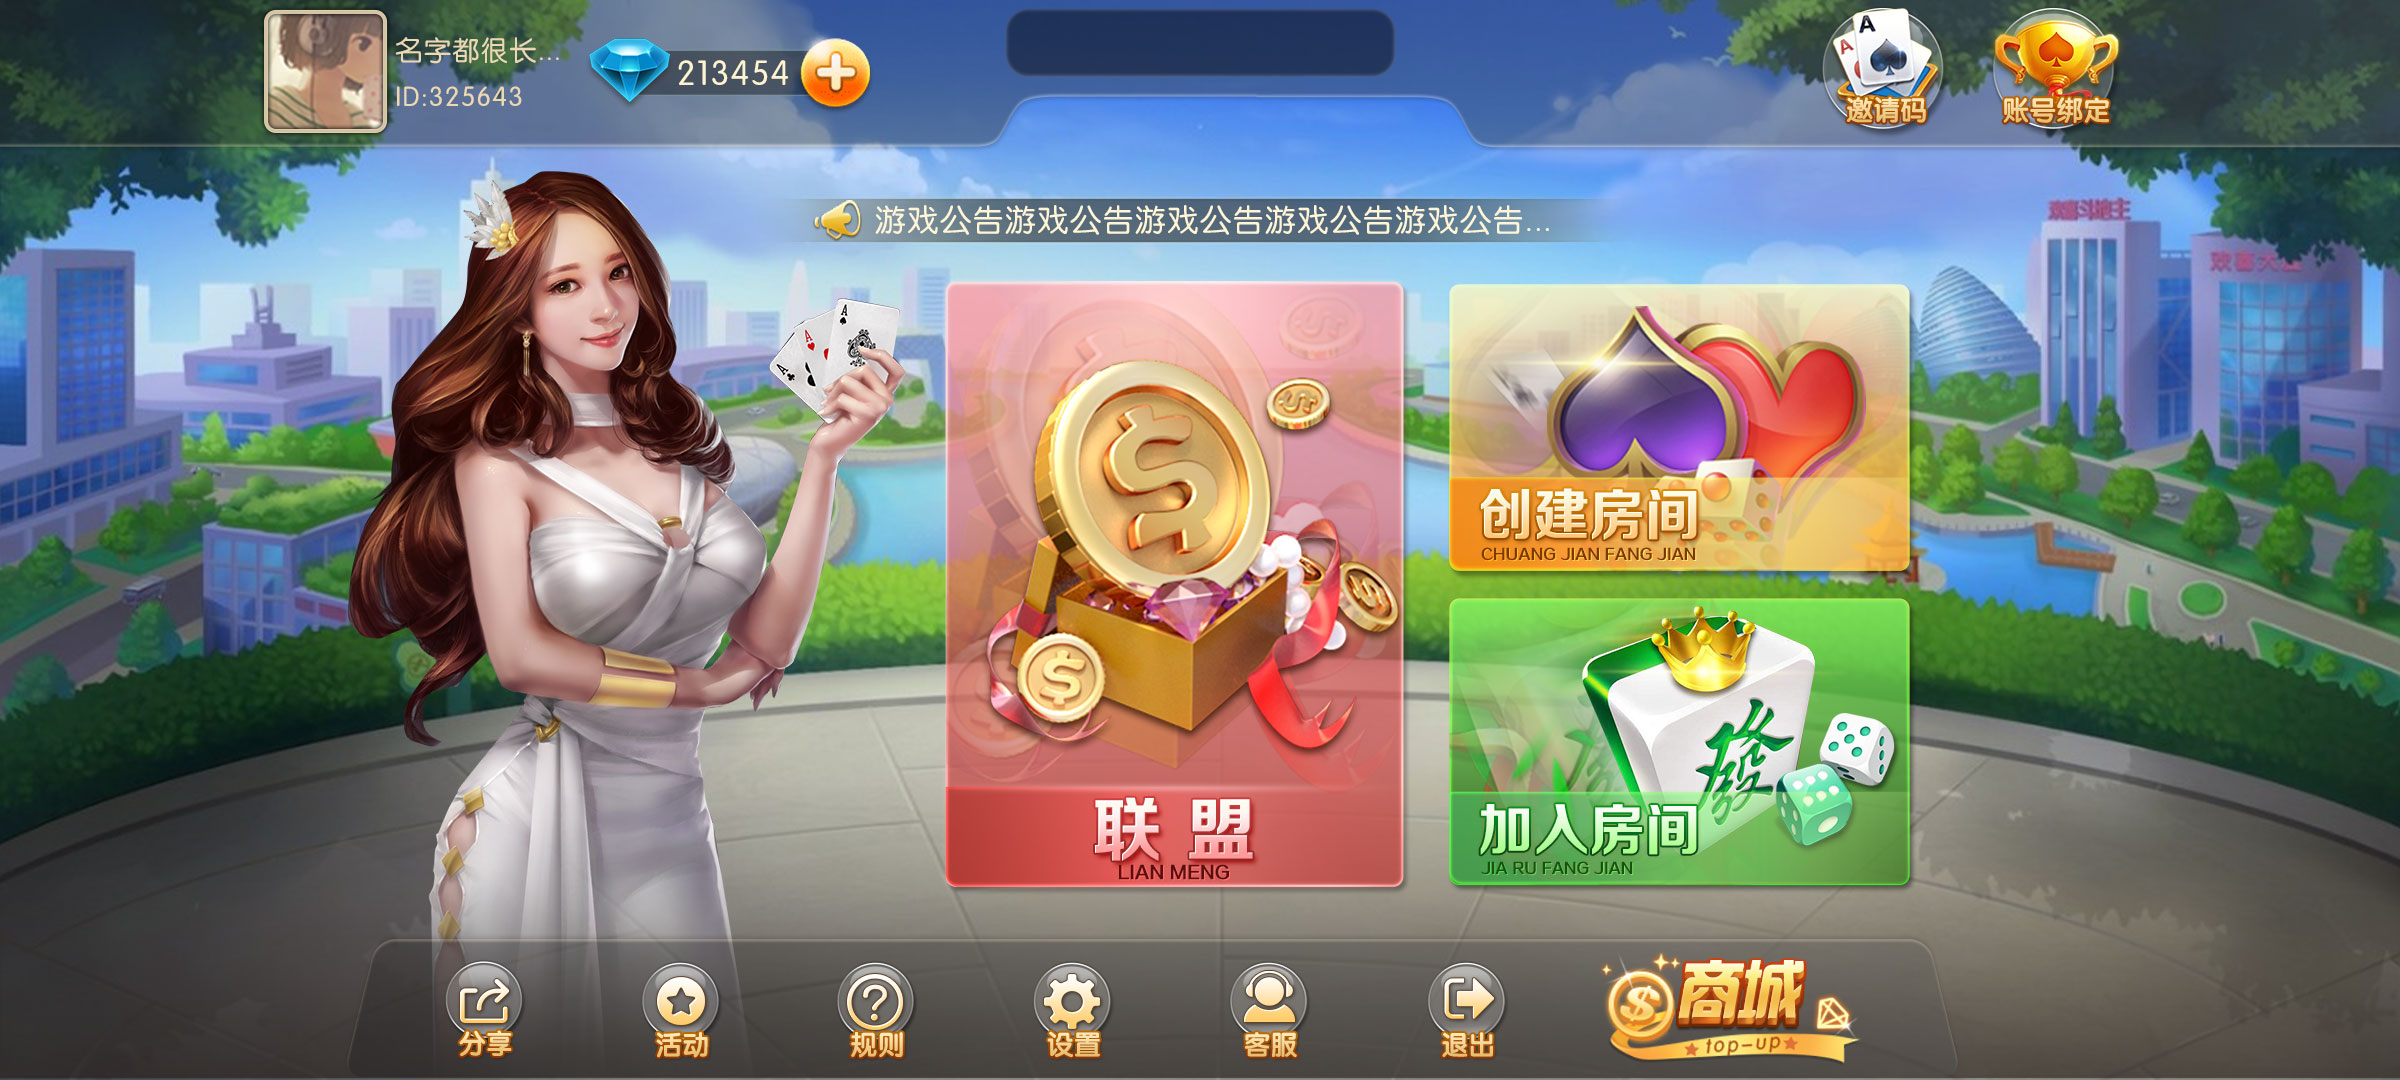 名字都很长...
ID:325643
213454
邀请码
账号绑定
游戏公告游戏公告游戏公告游戏公告游戏公告...
A
A
A
联盟
LIAN MENG
创建房间
CHUANG JIAN FANG JIAN
發
加入房间
JIA RU FANG JIAN
分享
活动
规则
设置
客服
退出
商城
top-up